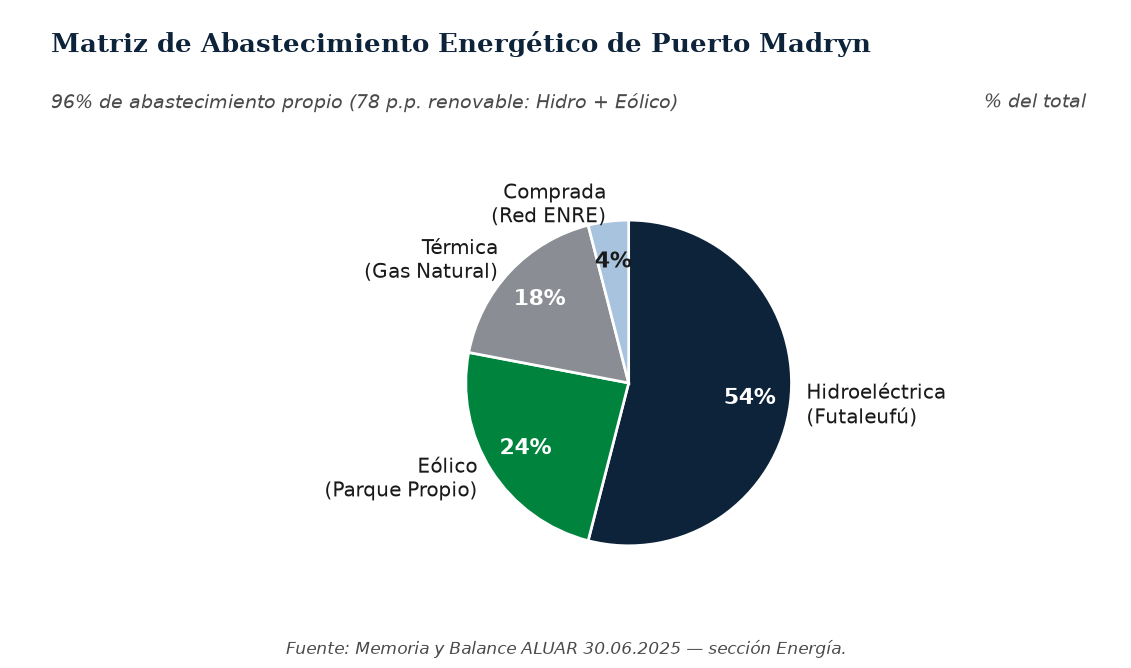 Matriz de Abastecimiento Energético de Puerto Madryn
96% de abastecimiento propio (78 p.p. renovable: Hidro + Eólico)
% del total
Comprada
(Red ENRE)
4%
Térmica
(Gas Natural)
18%
54%
Hidroeléctrica
(Futaleufú)
24%
Eólico
(Parque Propio)
Fuente: Memoria y Balance ALUAR 30.06.2025 — sección Energía.